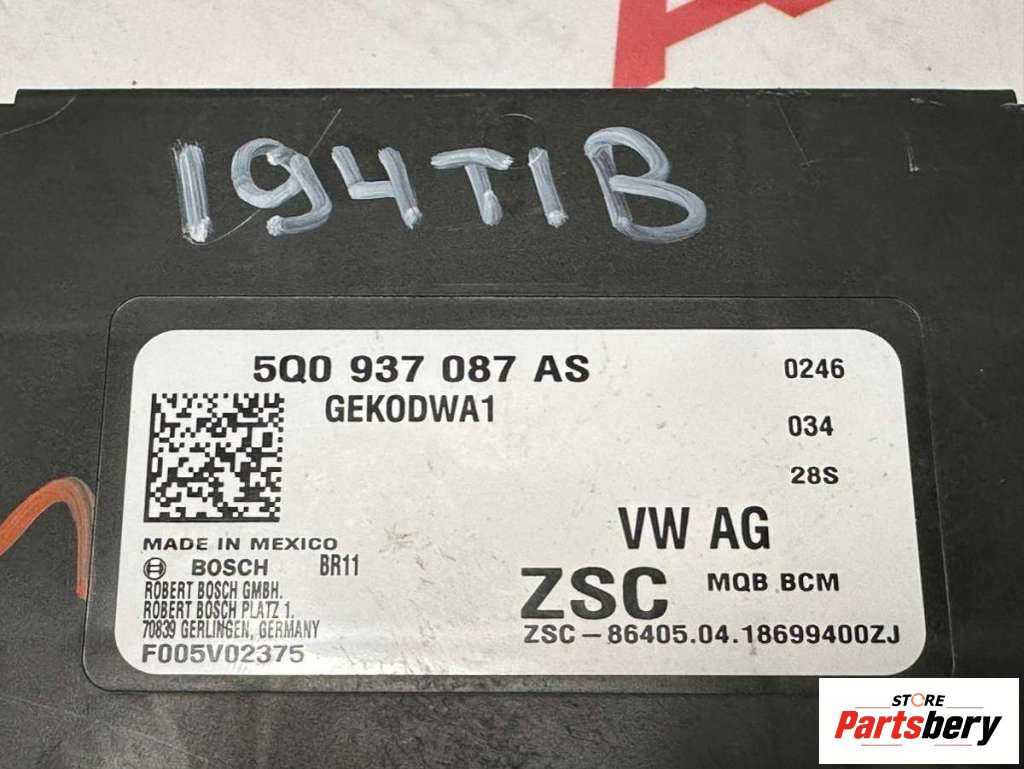 194TIB
5Q0 937 087 AS 0246
GEKODWA1
034
28S
VW AG
MADE IN MEXICO
BOSCH BR11
ZSC MQB BCM
ROBERT BOSCH GMBH.
ROBERT BOSCH PLATZ 1,
70839 GERLINGEN, GERMANY
ZSC-86405.04.18699400ZJ
F005V02375
STORE
Partsbery